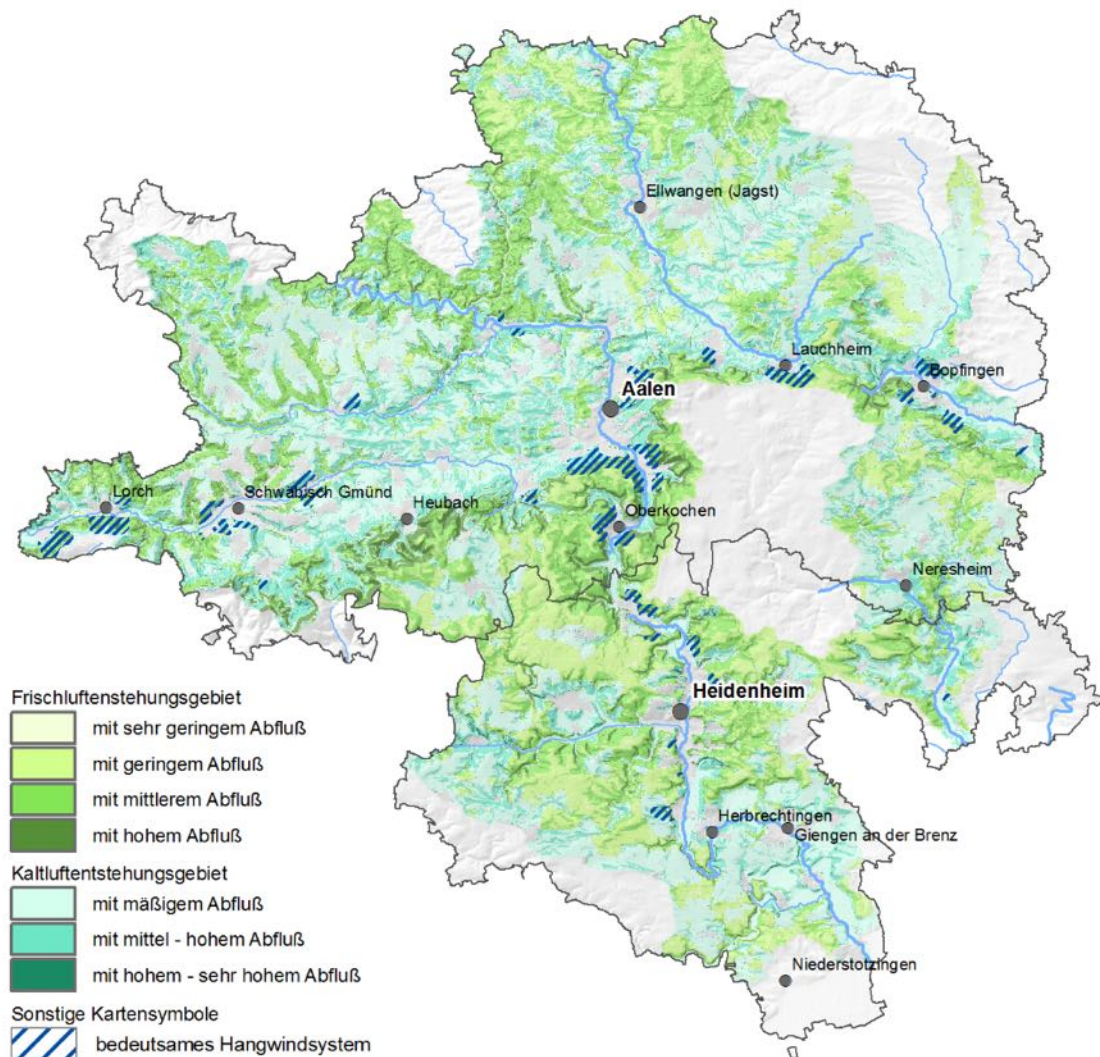 Ellwangen (Jagst)
Lauchheim
Bopfingen
Aalen
Lorch
Schwäbisch Gmünd
Heubach
Oberkochen
Neresheim
Heidenheim
Herbrechtingen
Giengen an der Brenz
Niederstotzingen
Frischluftenstehungsgebiet
mit sehr geringem Abfluß
mit geringem Abfluß
mit mittlerem Abfluß
mit hohem Abfluß
Kaltluftentstehungsgebiet
mit mäßigem Abfluß
mit mittel - hohem Abfluß
mit hohem - sehr hohem Abfluß
Sonstige Kartensymbole
bedeutsames Hangwindsystem